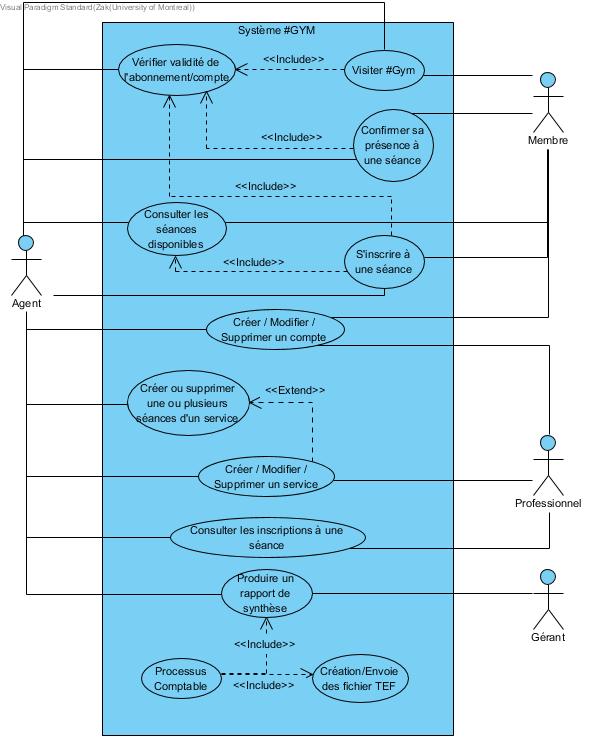 Visual Paradigm Standard(Zak(University of Montreal))
Système #GYM
Vérifier validité de
l'abonnement/compte
<<Include>>
Visiter #Gym
Membre
<<Include>>
Confirmer sa
présence à
une séance
<<Include>>
Consulter les
séances
disponibles
<<Include>>
S'inscrire à
une séance
Agent
Créer / Modifier /
Supprimer un compte
Créer ou supprimer
une ou plusieurs
séances d'un service
<<Extend>>
Créer / Modifier /
Supprimer un service
Professionnel
Consulter les inscriptions à une
séance
Produire un
rapport de
synthèse
Gérant
<<Include>>
Processus
Comptable
<<Include>>
Création/Envoie
des fichier TEF